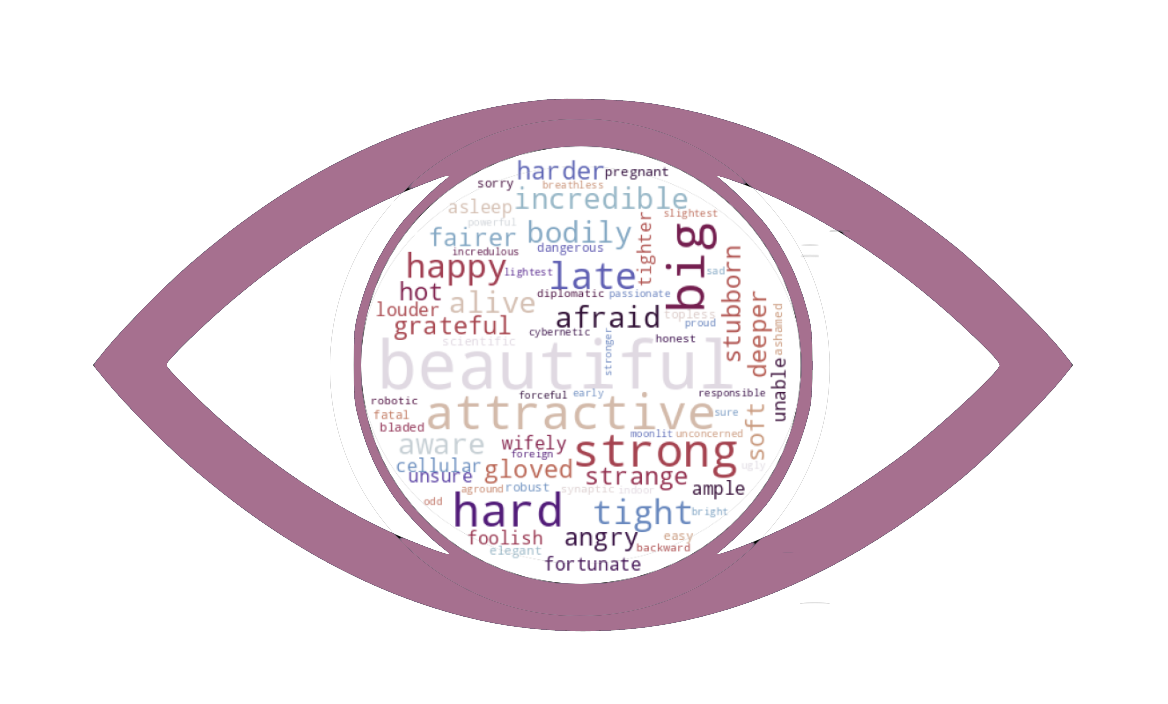 harder pregnant
sorry breathless
asleep incredible
powerful slightest
fairer bodily tighter big
incredulous dangerous
happy lightest late sad stubborn
hot diplomatic passionate deeper
louder alive afraid topless ashamed
grateful cybernetic proud
scientific stronger honest
beautiful unable
robotic forceful early responsible
fatal attractive sure soft
bladed moonlit unconcerned
aware wifely strong
cellular foreign ugly
unsure gloved strange
aground robust synaptic indoor ample
odd hard tight bright
foolish angry easy
elegant backward
fortunate